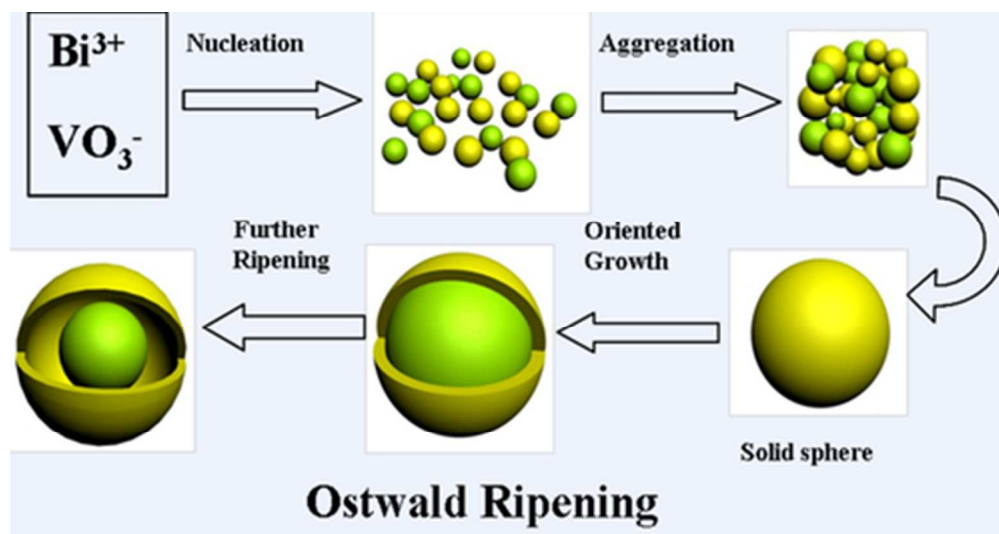 Bi³⁺
VO₃⁻
Nucleation
Aggregation
Further
Ripening
Oriented
Growth
Solid sphere
Ostwald Ripening